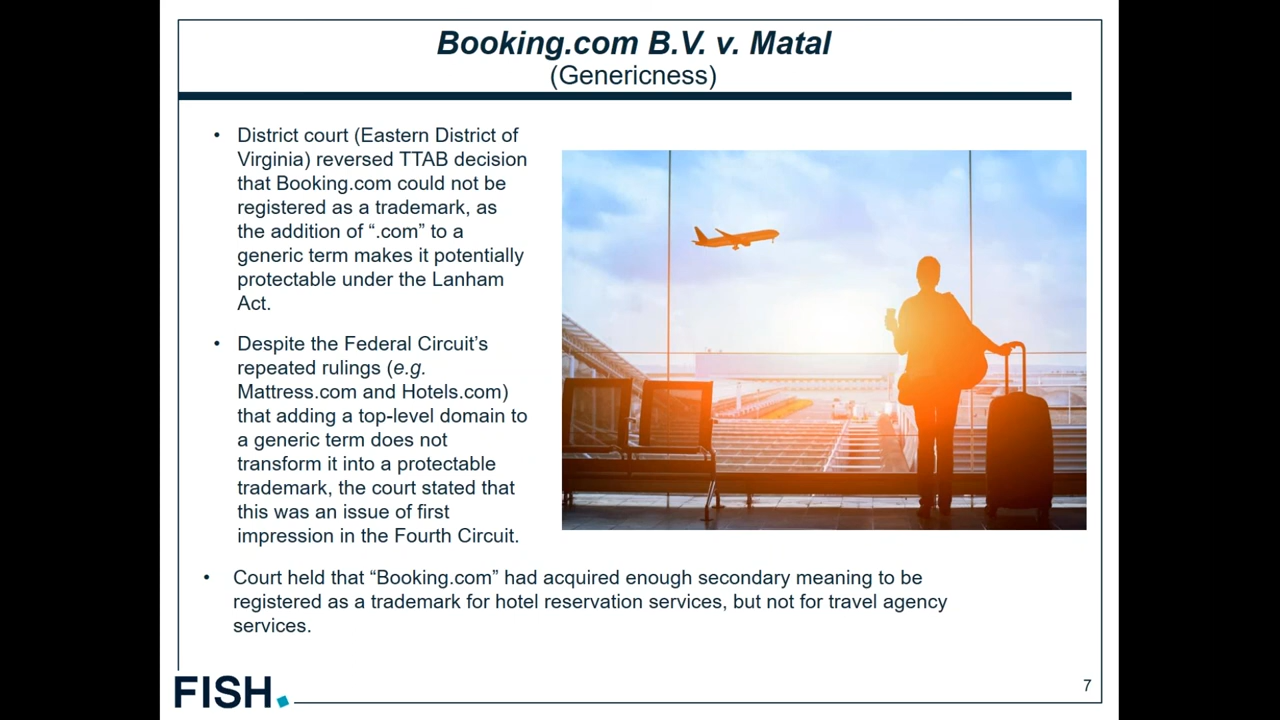 Booking.com B.V. v. Matal
(Genericness)
• District court (Eastern District of
Virginia) reversed TTAB decision
that Booking.com could not be
registered as a trademark, as
the addition of “.com” to a
generic term makes it potentially
protectable under the Lanham
Act.
• Despite the Federal Circuit’s
repeated rulings (e.g.
Mattress.com and Hotels.com)
that adding a top-level domain to
a generic term does not
transform it into a protectable
trademark, the court stated that
this was an issue of first
impression in the Fourth Circuit.
• Court held that “Booking.com” had acquired enough secondary meaning to be
registered as a trademark for hotel reservation services, but not for travel agency
services.
FISH.
7